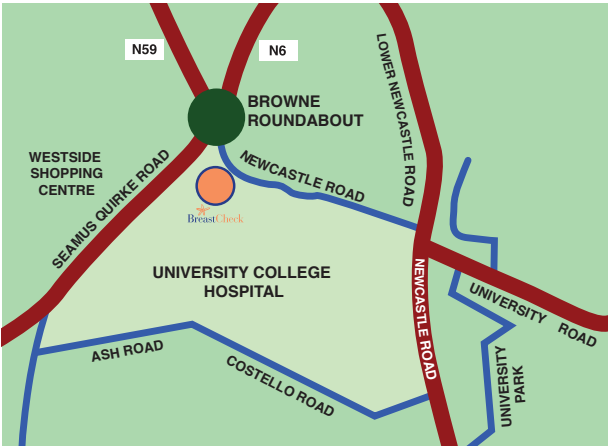 N59
N6
BROWNE
ROUNDABOUT
LOWER NEWCASTLE ROAD
WESTSIDE
SHOPPING
CENTRE
SEAMUS QUIRKE ROAD
NEWCASTLE ROAD
BreastCheck
UNIVERSITY COLLEGE
HOSPITAL
NEWCASTLE ROAD
UNIVERSITY ROAD
ASH ROAD
COSTELLO ROAD
UNIVERSITY
PARK